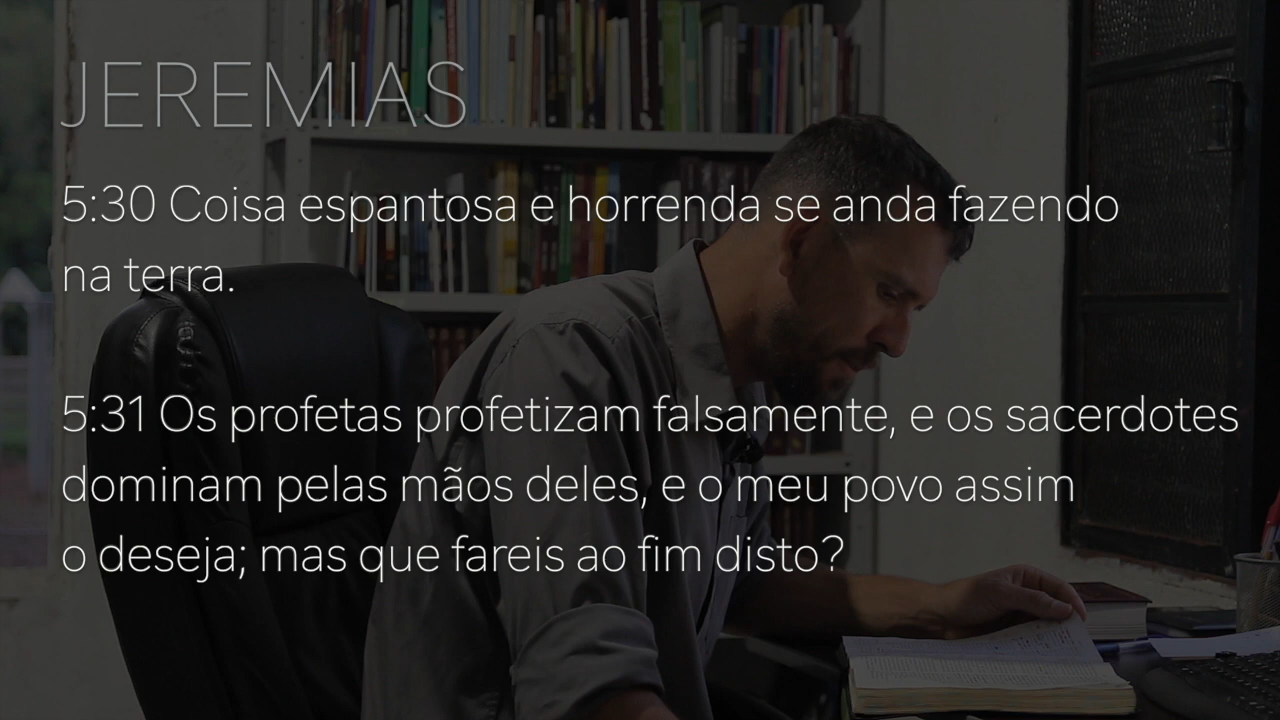 JEREMIAS
5:30 Coisa espantosa e horrenda se anda fazendo
na terra.
5:31 Os profetas profetizam falsamente, e os sacerdotes
dominam pelas mãos deles, e o meu povo assim
o deseja; mas que fareis ao fim disto?